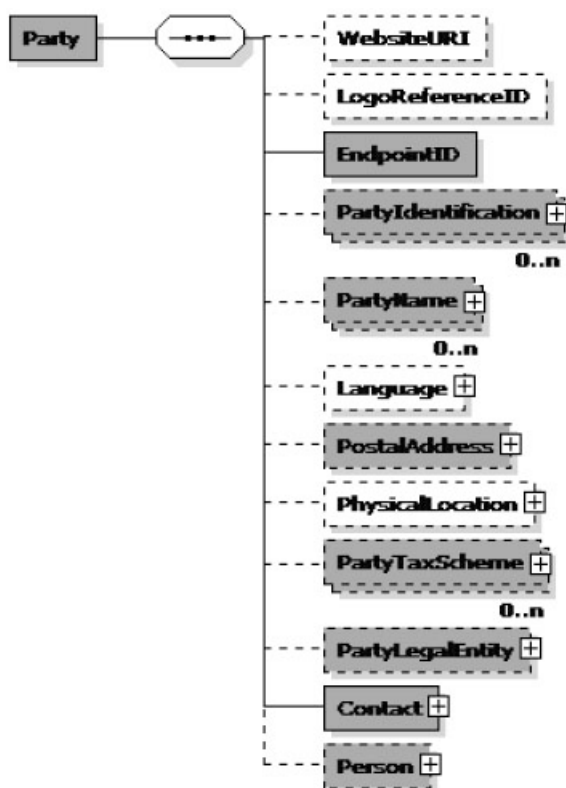 Party
WebsiteURI
LogoReferenceID
EndpointID
PartyIdentification
0..n
PartyName
0..n
Language
PostalAddress
PhysicalLocation
PartyTaxScheme
0..n
PartyLegalEntity
Contact
Person